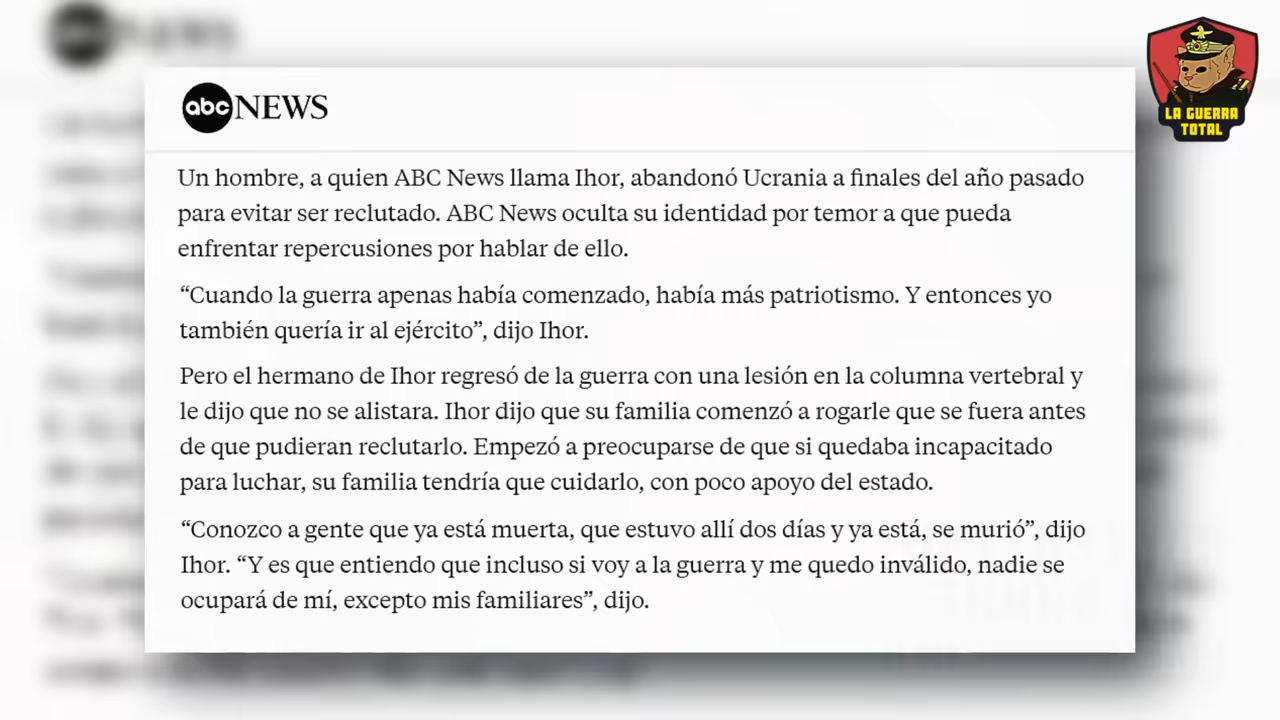 abc NEWS
LA GUERRA
TOTAL
Un hombre, a quien ABC News llama Ihor, abandonó Ucrania a finales del año pasado
para evitar ser reclutado. ABC News oculta su identidad por temor a que pueda
enfrentar repercusiones por hablar de ello.
“Cuando la guerra apenas había comenzado, había más patriotismo. Y entonces yo
también quería ir al ejército”, dijo Ihor.
Pero el hermano de Ihor regresó de la guerra con una lesión en la columna vertebral y
le dijo que no se alistara. Ihor dijo que su familia comenzó a rogarle que se fuera antes
de que pudieran reclutarlo. Empezó a preocuparse de que si quedaba incapacitado
para luchar, su familia tendría que cuidarlo, con poco apoyo del estado.
“Conozco a gente que ya está muerta, que estuvo allí dos días y ya está, se murió”, dijo
Ihor. “Y es que entiendo que incluso si voy a la guerra y me quedo inválido, nadie se
ocupará de mí, excepto mis familiares”, dijo.